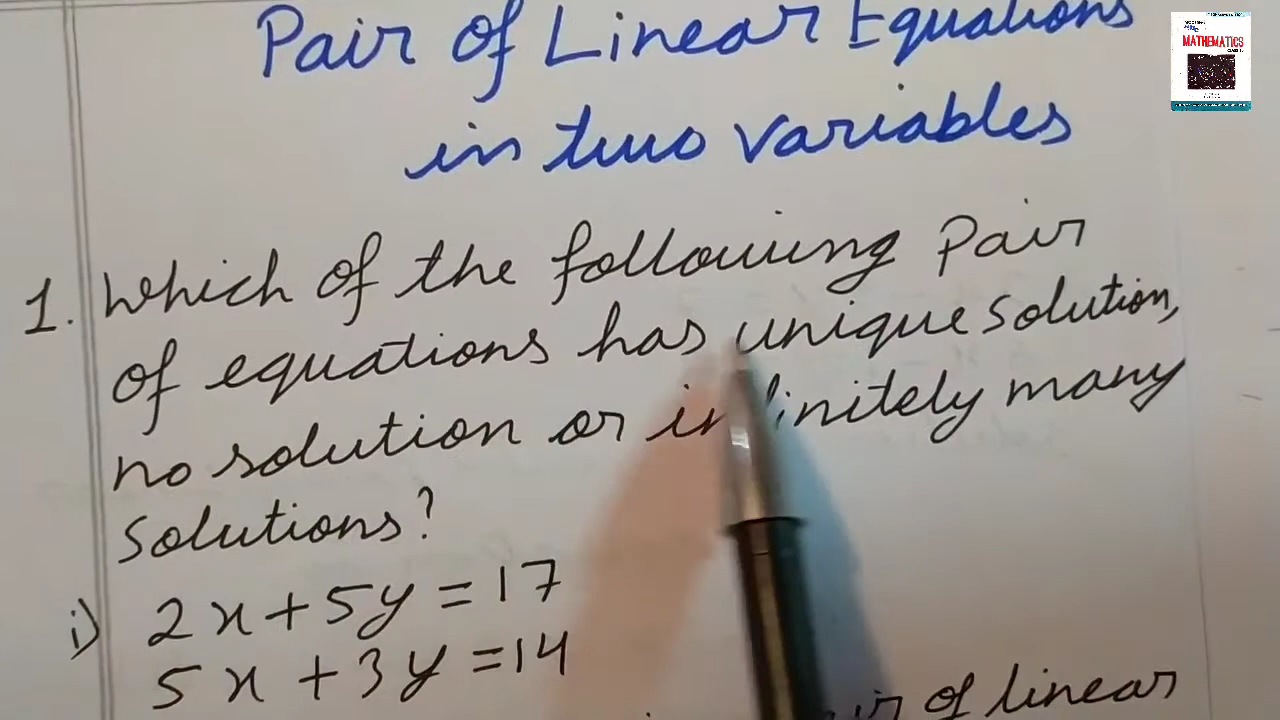 Pair of Linear Equations
in two variables
1. Which of the following Pair
of equations has unique solution,
no solution or infinitely many
solutions?
i) 2x+5y=17
5x+3y=14
of linear
MATHEMATICS